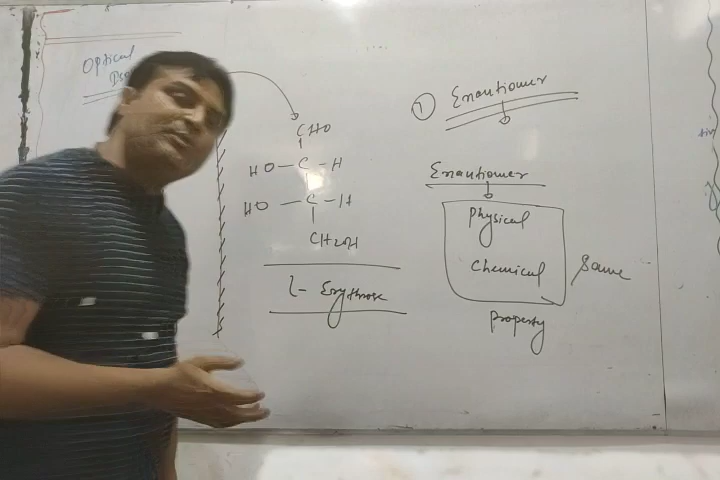 Optical
CHO
HO-C-H
HO-C-H
CH2OH
L- Erythrose
① Enantiomer
Enantiomer
Physical
Chemical
Same
Property